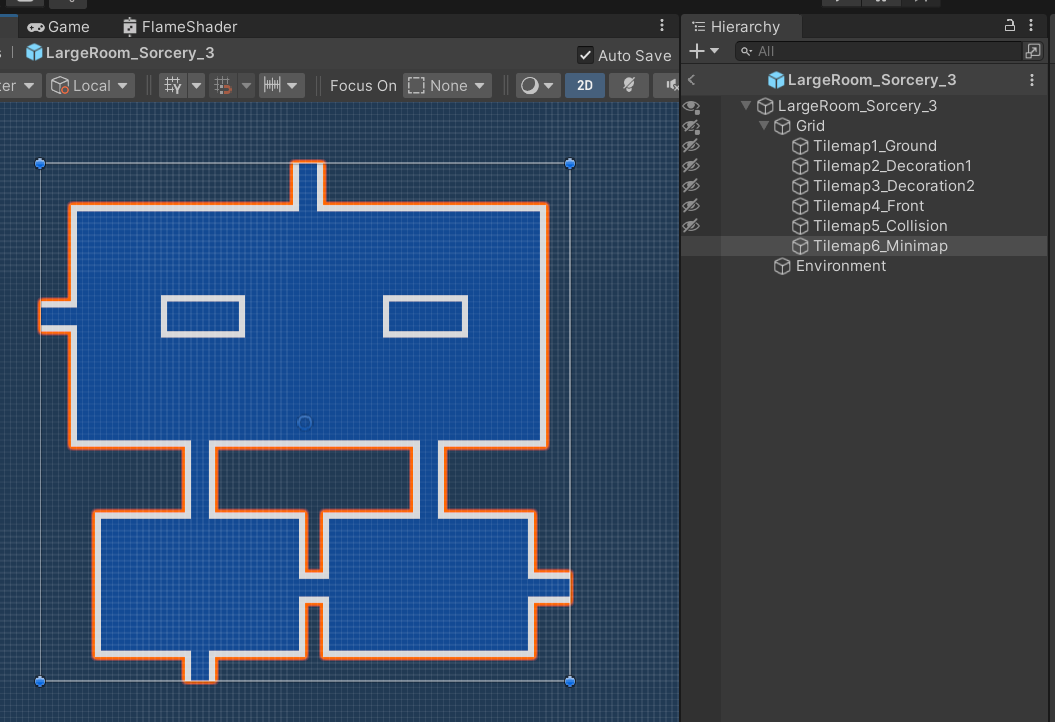 Game
FlameShader
LargeRoom_Sorcery_3
Auto Save
Local
Focus On
None
2D
Hierarchy
All
LargeRoom_Sorcery_3
LargeRoom_Sorcery_3
Grid
Tilemap1_Ground
Tilemap2_Decoration1
Tilemap3_Decoration2
Tilemap4_Front
Tilemap5_Collision
Tilemap6_Minimap
Environment